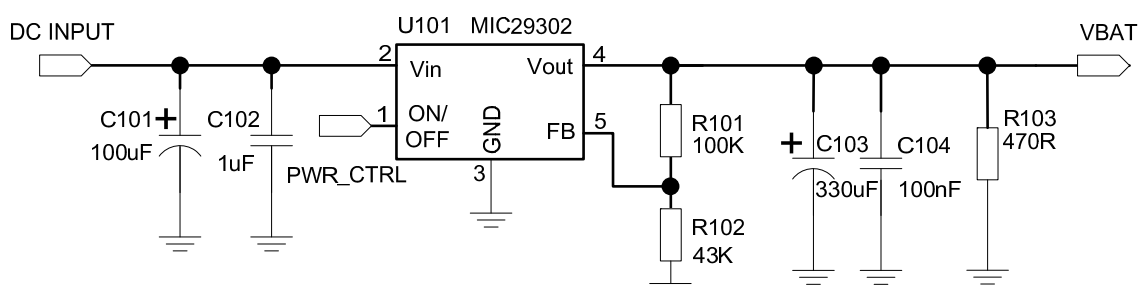 DC INPUT
U101 MIC29302
VBAT
2
Vin
Vout
4
C101
+
100uF
C102
1uF
1
ON/
OFF
PWR_CTRL
GND
3
FB
5
R101
100K
R102
43K
+
C103
330uF
C104
100nF
R103
470R